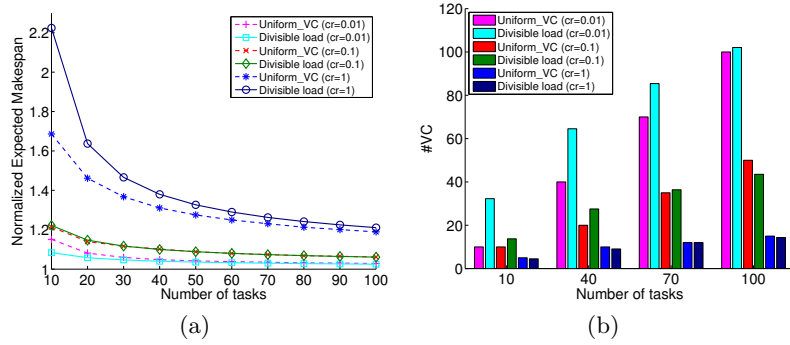 2.2
2
1.8
1.6
1.4
1.2
1
10 20 30 40 50 60 70 80 90 100
Number of tasks
Normalized Expected Makespan
Uniform_VC (cr=0.01)
Divisible load (cr=0.01)
Uniform_VC (cr=0.1)
Divisible load (cr=0.1)
Uniform_VC (cr=1)
Divisible load (cr=1)
(a)
120
100
80
60
40
20
0
10 40 70 100
Number of tasks
#VC
Uniform_VC (cr=0.01)
Divisible load (cr=0.01)
Uniform_VC (cr=0.1)
Divisible load (cr=0.1)
Uniform_VC (cr=1)
Divisible load (cr=1)
(b)